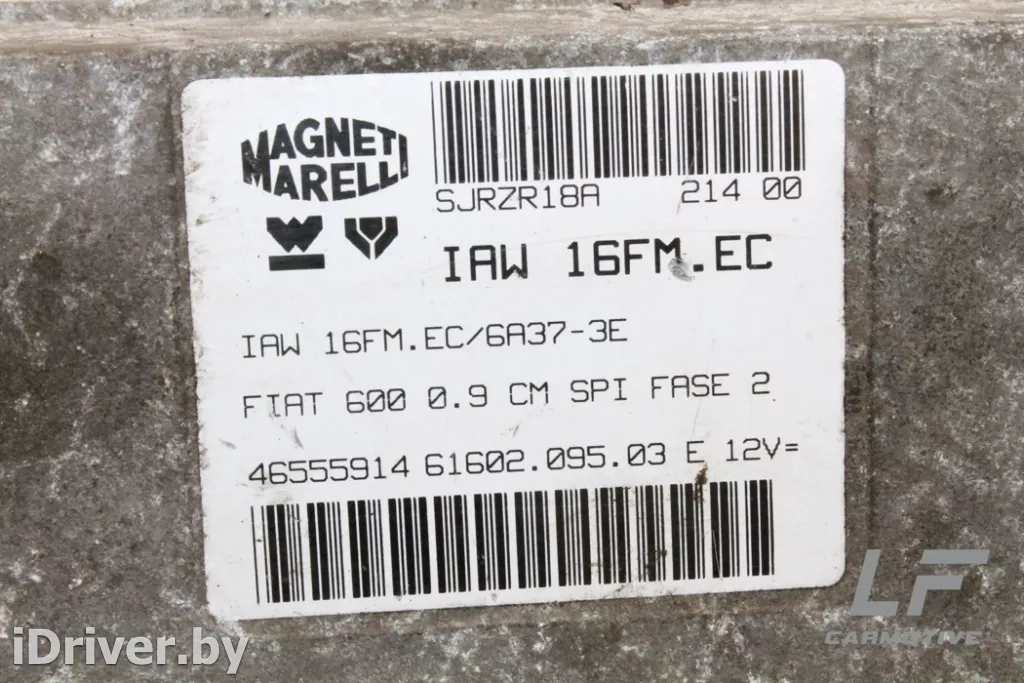 MAGNETI
MARELLI
SJRZR18A 214 00
IAW 16FM.EC
IAW 16FM.EC/6A37-3E
FIAT 600 0.9 CM SPI FASE 2
46555914 61602.095.03 E 12V=
LF
CARMOTIVE
iDriver.by